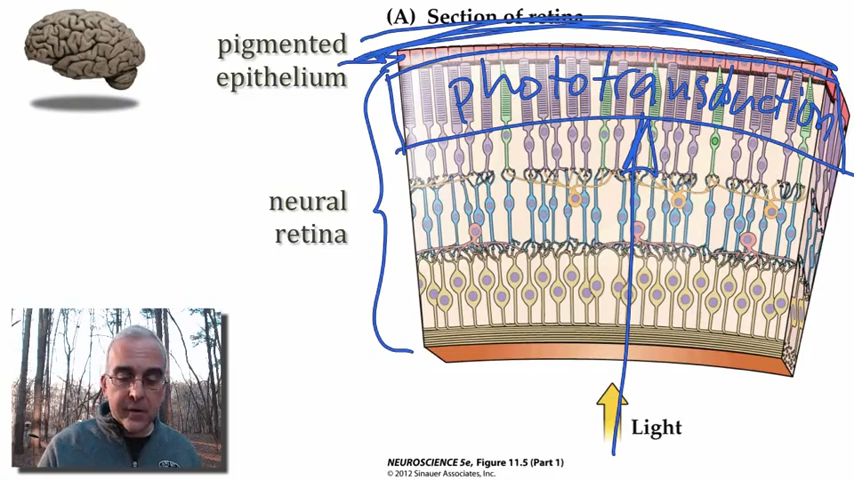 (A) Section of retina
pigmented
epithelium
phototransduction
neural
retina
Light
NEUROSCIENCE 5e, Figure 11.5 (Part 1)
© 2012 Sinauer Associates, Inc.